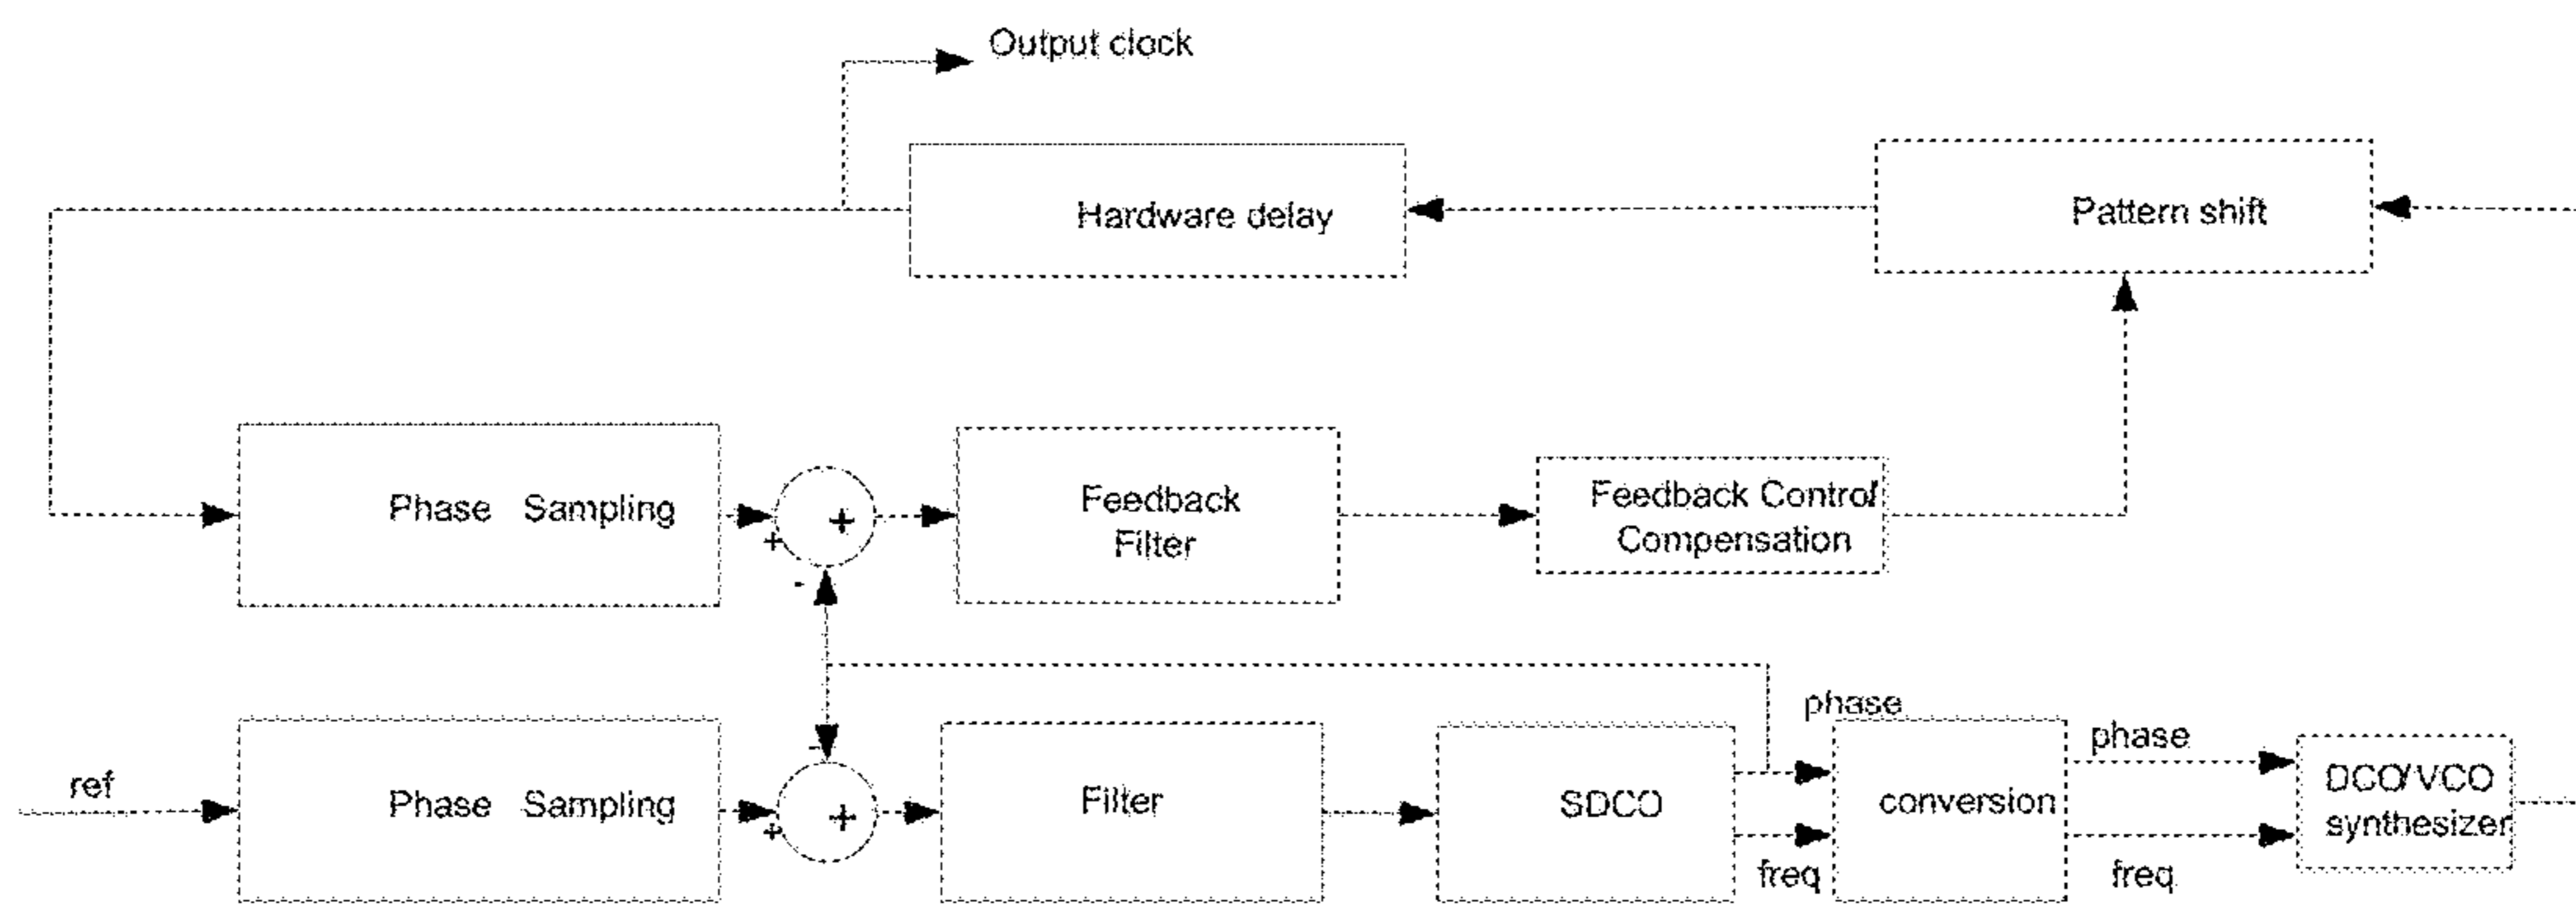 Output clock
Hardware delay
Pattern shift
Phase Sampling
+
+
-
Feedback
Filter
Feedback Control
Compensation
ref
Phase Sampling
-
+
+
Filter
SDCO
phase
freq
conversion
phase
freq
DCO/VCO
synthesizer